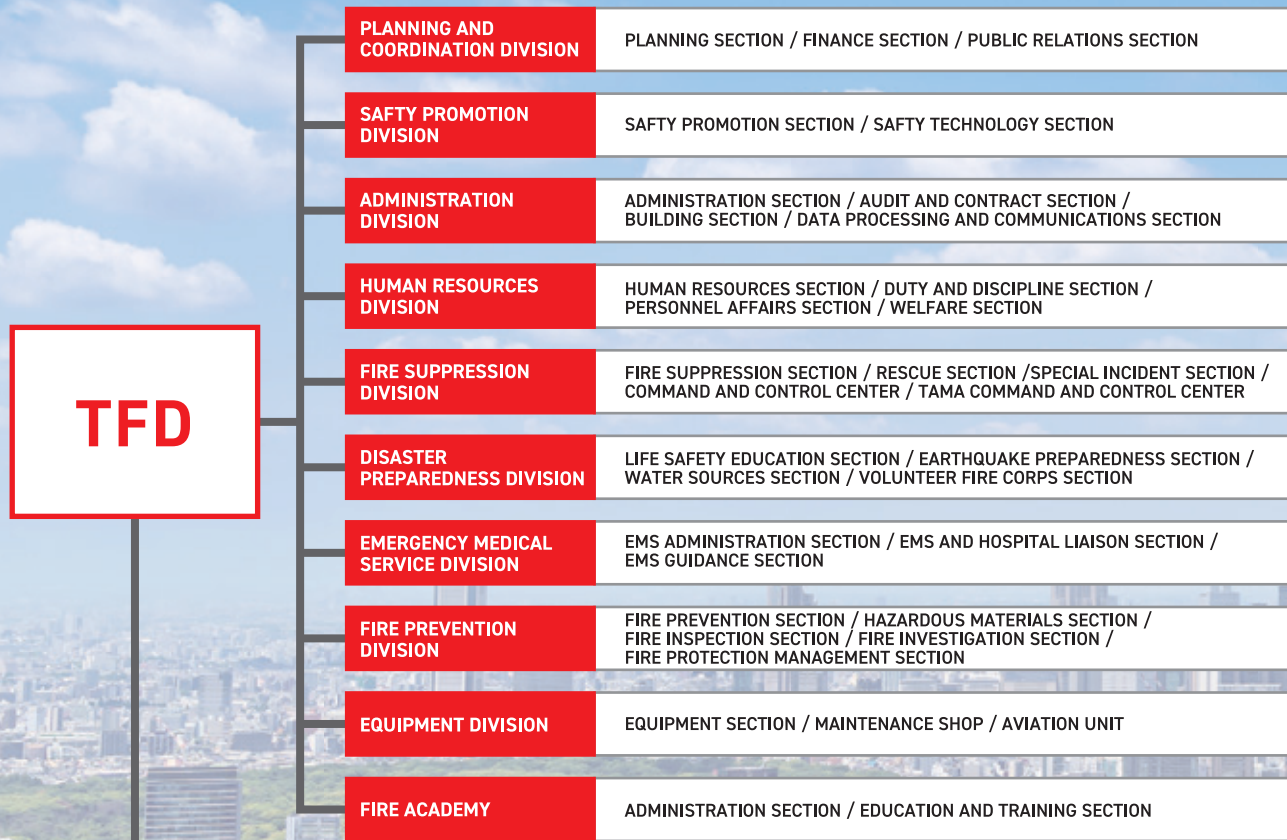 TFD
PLANNING AND
COORDINATION DIVISION
PLANNING SECTION / FINANCE SECTION / PUBLIC RELATIONS SECTION
SAFTY PROMOTION
DIVISION
SAFTY PROMOTION SECTION / SAFTY TECHNOLOGY SECTION
ADMINISTRATION
DIVISION
ADMINISTRATION SECTION / AUDIT AND CONTRACT SECTION /
BUILDING SECTION / DATA PROCESSING AND COMMUNICATIONS SECTION
HUMAN RESOURCES
DIVISION
HUMAN RESOURCES SECTION / DUTY AND DISCIPLINE SECTION /
PERSONNEL AFFAIRS SECTION / WELFARE SECTION
FIRE SUPPRESSION
DIVISION
FIRE SUPPRESSION SECTION / RESCUE SECTION /SPECIAL INCIDENT SECTION /
COMMAND AND CONTROL CENTER / TAMA COMMAND AND CONTROL CENTER
DISASTER
PREPAREDNESS DIVISION
LIFE SAFETY EDUCATION SECTION / EARTHQUAKE PREPAREDNESS SECTION /
WATER SOURCES SECTION / VOLUNTEER FIRE CORPS SECTION
EMERGENCY MEDICAL
SERVICE DIVISION
EMS ADMINISTRATION SECTION / EMS AND HOSPITAL LIAISON SECTION /
EMS GUIDANCE SECTION
FIRE PREVENTION
DIVISION
FIRE PREVENTION SECTION / HAZARDOUS MATERIALS SECTION /
FIRE INSPECTION SECTION / FIRE INVESTIGATION SECTION /
FIRE PROTECTION MANAGEMENT SECTION
EQUIPMENT DIVISION
EQUIPMENT SECTION / MAINTENANCE SHOP / AVIATION UNIT
FIRE ACADEMY
ADMINISTRATION SECTION / EDUCATION AND TRAINING SECTION